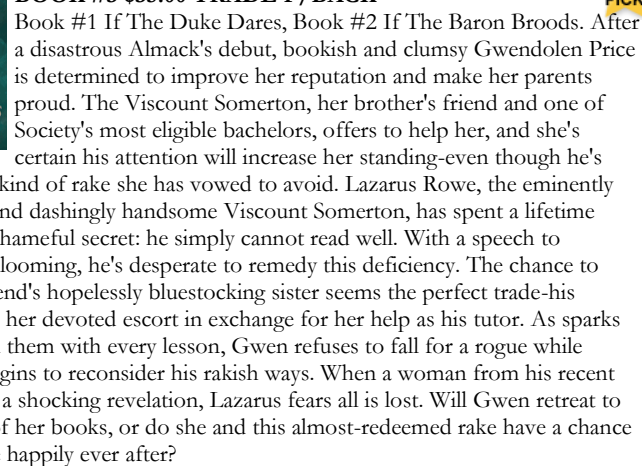 Book #1 If The Duke Dares, Book #2 If The Baron Broods. After
a disastrous Almack's debut, bookish and clumsy Gwendolen Price
is determined to improve her reputation and make her parents
proud. The Viscount Somerton, her brother's friend and one of
Society's most eligible bachelors, offers to help her, and she's
certain his attention will increase her standing-even though he's
kind of rake she has vowed to avoid. Lazarus Rowe, the eminently
nd dashingly handsome Viscount Somerton, has spent a lifetime
hameful secret: he simply cannot read well. With a speech to
looming, he's desperate to remedy this deficiency. The chance to
end's hopelessly bluestocking sister seems the perfect trade-his
her devoted escort in exchange for her help as his tutor. As sparks
them with every lesson, Gwen refuses to fall for a rogue while
gins to reconsider his rakish ways. When a woman from his recent
a shocking revelation, Lazarus fears all is lost. Will Gwen retreat to
f her books, or do she and this almost-redeemed rake have a chance
happily ever after?